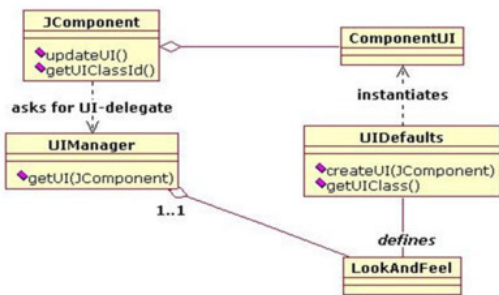 JComponent
updateUI()
getUIClassId()
ComponentUI
asks for UI-delegate
instantiates
UIManager
getUI(JComponent)
UIDefaults
createUI(JComponent)
getUIClass()
1..1
defines
LookAndFeel